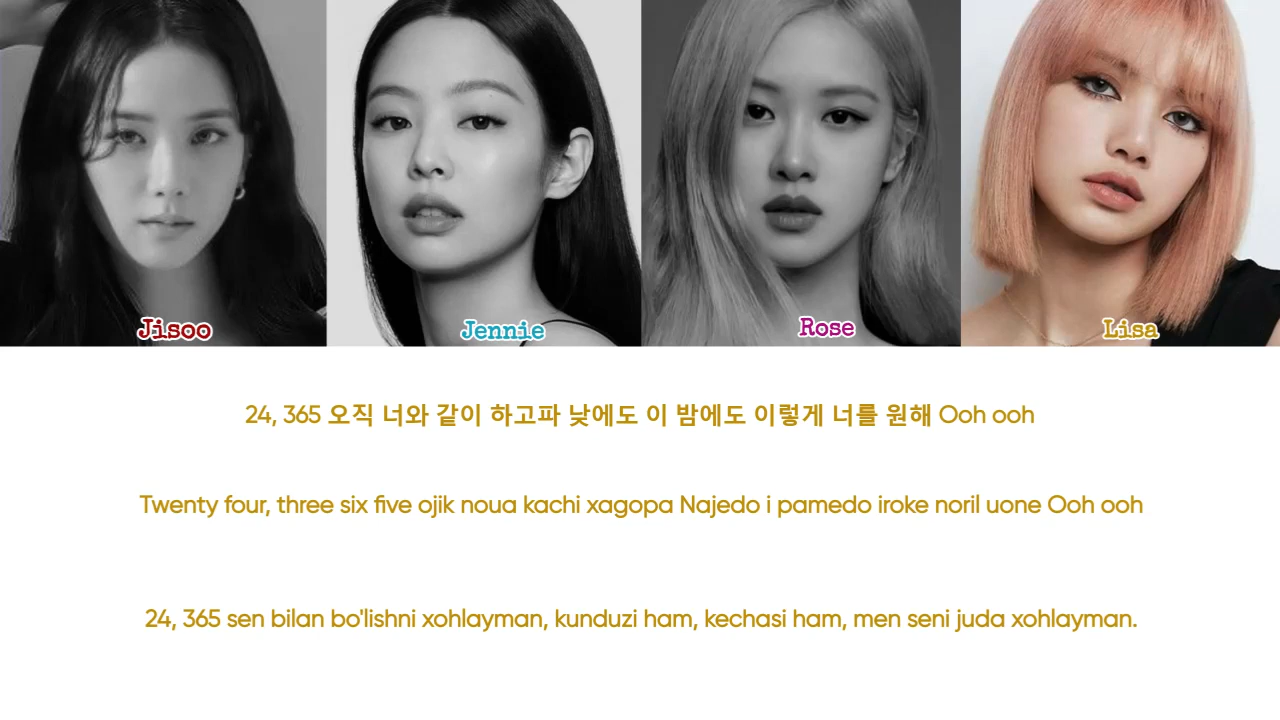 Jisoo
Jennie
Rose
Lisa
24, 365 오직 너와 같이 하고파 낮에도 이 밤에도 이렇게 너를 원해 Ooh ooh
Twenty four, three six five ojik noua kachi xagopa Najedo i pamedo iroke noril uone Ooh ooh
24, 365 sen bilan bo'lishni xohlayman, kunduzi ham, kechasi ham, men seni juda xohlayman.